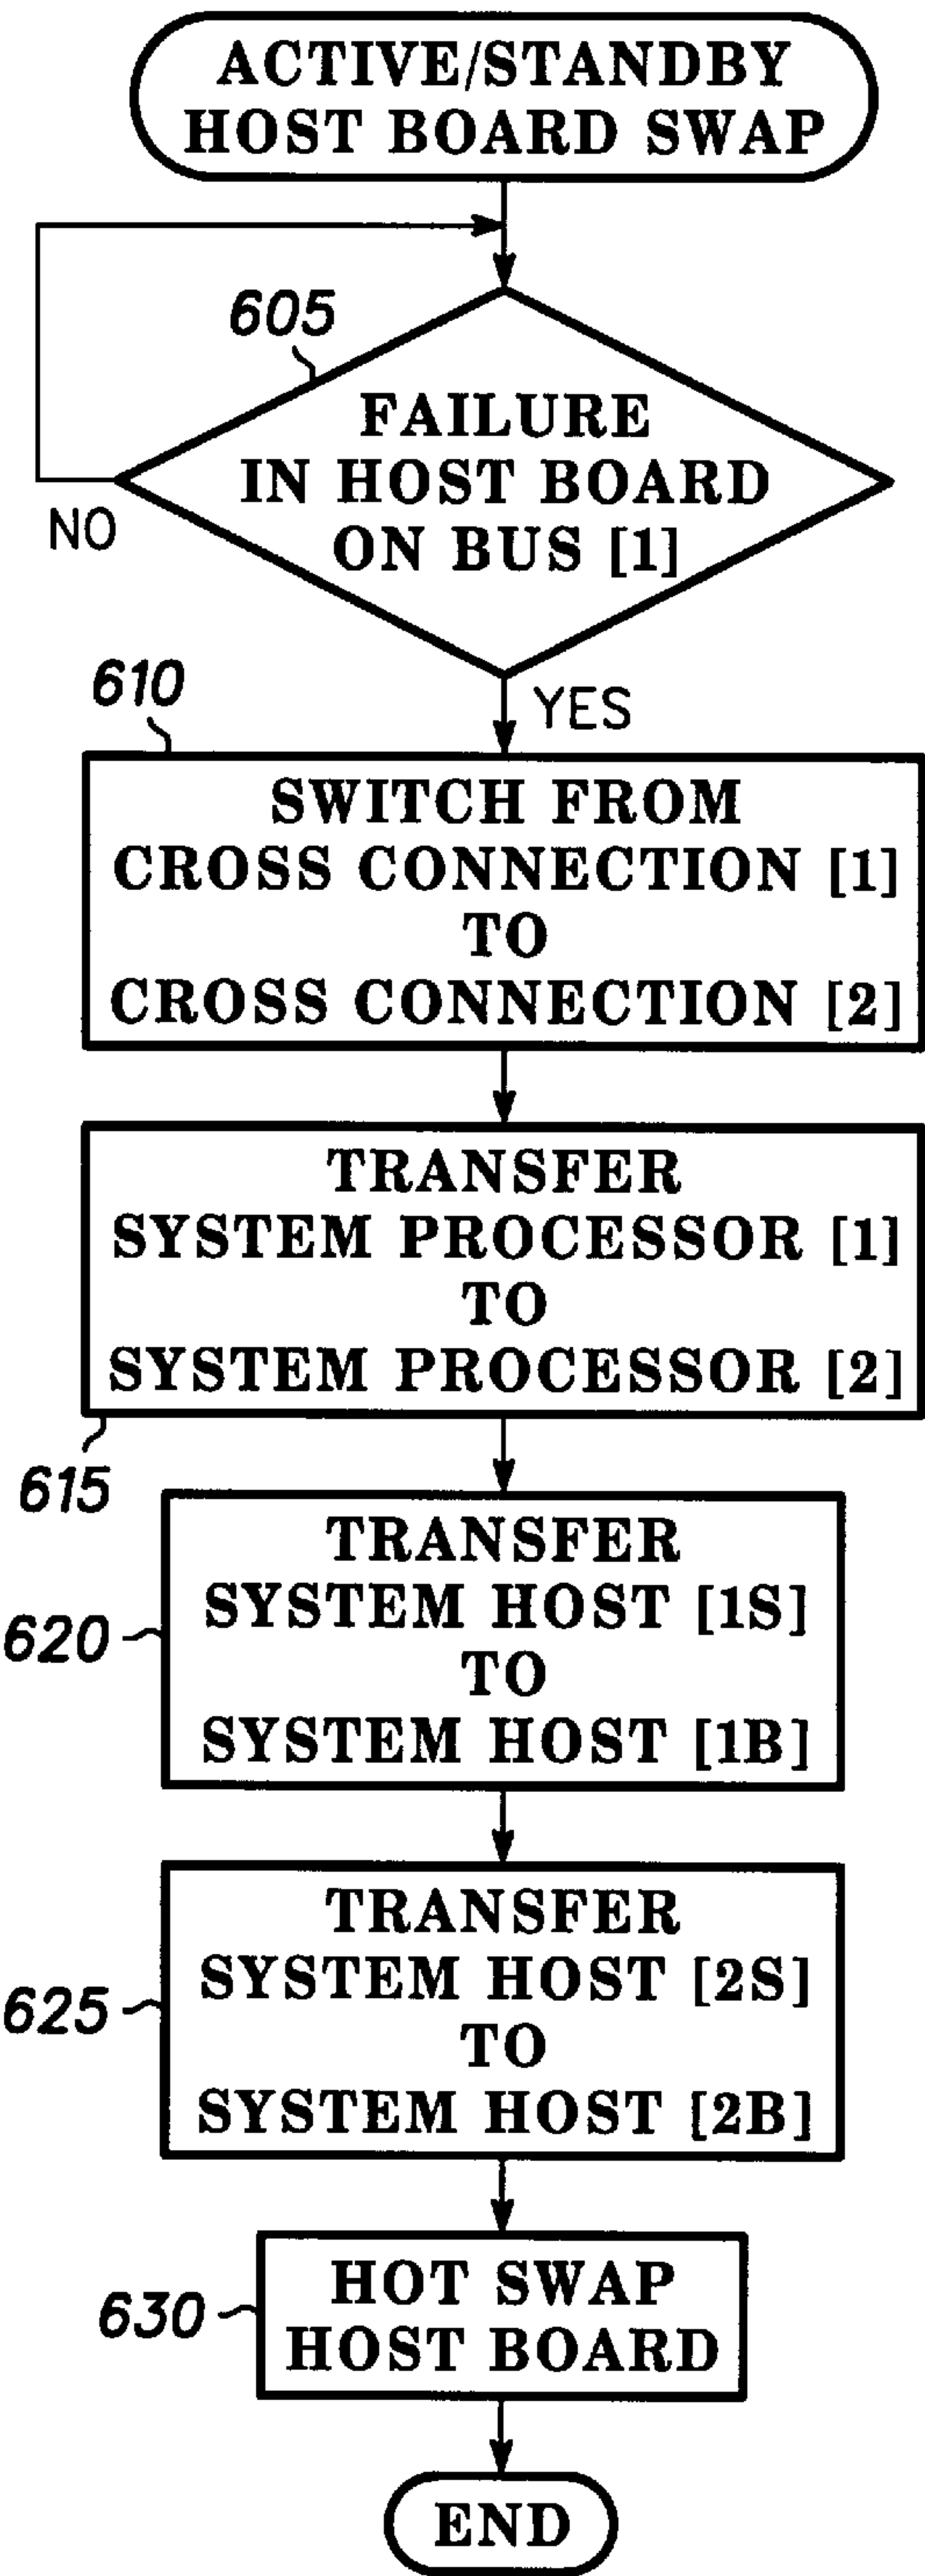 ACTIVE/STANDBY
HOST BOARD SWAP
605
FAILURE
IN HOST BOARD
ON BUS [1]
NO
YES
610
SWITCH FROM
CROSS CONNECTION [1]
TO
CROSS CONNECTION [2]
TRANSFER
SYSTEM PROCESSOR [1]
TO
SYSTEM PROCESSOR [2]
615
TRANSFER
SYSTEM HOST [1S]
TO
SYSTEM HOST [1B]
620
TRANSFER
SYSTEM HOST [2S]
TO
SYSTEM HOST [2B]
625
HOT SWAP
HOST BOARD
630
END